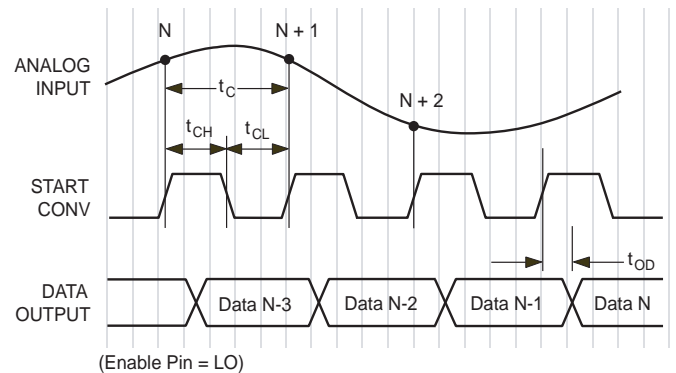 N
N + 1
ANALOG
INPUT
tC
N + 2
tCH
tCL
START
CONV
tOD
DATA
OUTPUT
Data N-3
Data N-2
Data N-1
Data N
(Enable Pin = LO)